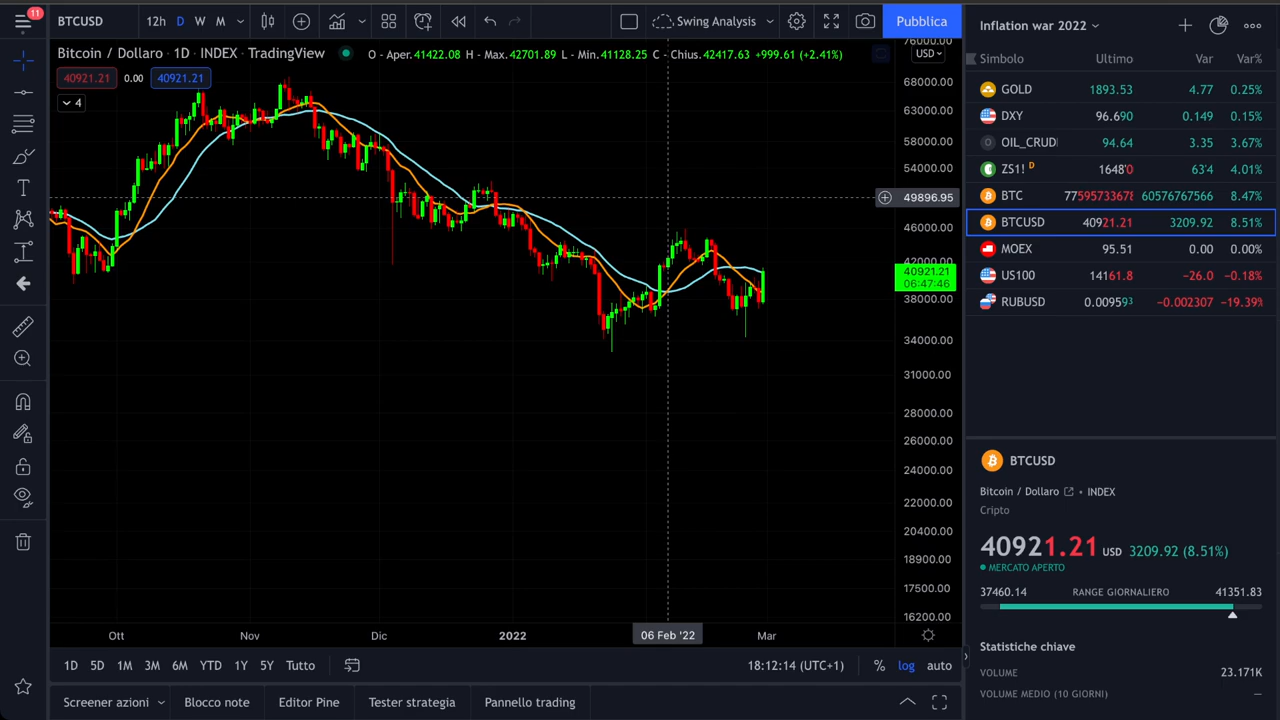 11
BTCUSD 12h D W M Swing Analysis Pubblica
Bitcoin / Dollaro · 1D · INDEX · TradingView O - Aper.41422.08 H - Max.42701.89 L - Min.41128.25 C - Chius.42417.63 +999.61 (+2.41%)
40921.21 0.00 40921.21
4
76000.00
USD
68000.00
63000.00
58000.00
54000.00
49896.95
46000.00
42000.00
40921.21
06:47:46
38000.00
34000.00
31000.00
28000.00
26000.00
24000.00
22000.00
20400.00
18900.00
17500.00
16200.00
Ott Nov Dic 2022 06 Feb '22 Mar
1D 5D 1M 3M 6M YTD 1Y 5Y Tutto 18:12:14 (UTC+1) % log auto
Screener azioni Blocco note Editor Pine Tester strategia Pannello trading
Inflation war 2022
Simbolo Ultimo Var Var%
GOLD 1893.53 4.77 0.25%
DXY 96.690 0.149 0.15%
OIL_CRUD 94.64 3.35 3.67%
ZS1! D 1648'0 63'4 4.01%
BTC 77595733678 60576767566 8.47%
BTCUSD 40921.21 3209.92 8.51%
MOEX 95.51 0.00 0.00%
US100 14161.8 −26.0 −0.18%
RUBUSD 0.009593 −0.002307 −19.39%
BTCUSD
Bitcoin / Dollaro • INDEX
Cripto
40921.21 USD 3209.92 (8.51%)
MERCATO APERTO
37460.14 RANGE GIORNALIERO 41351.83
Statistiche chiave
VOLUME 23.171K
VOLUME MEDIO (10 GIORNI) —